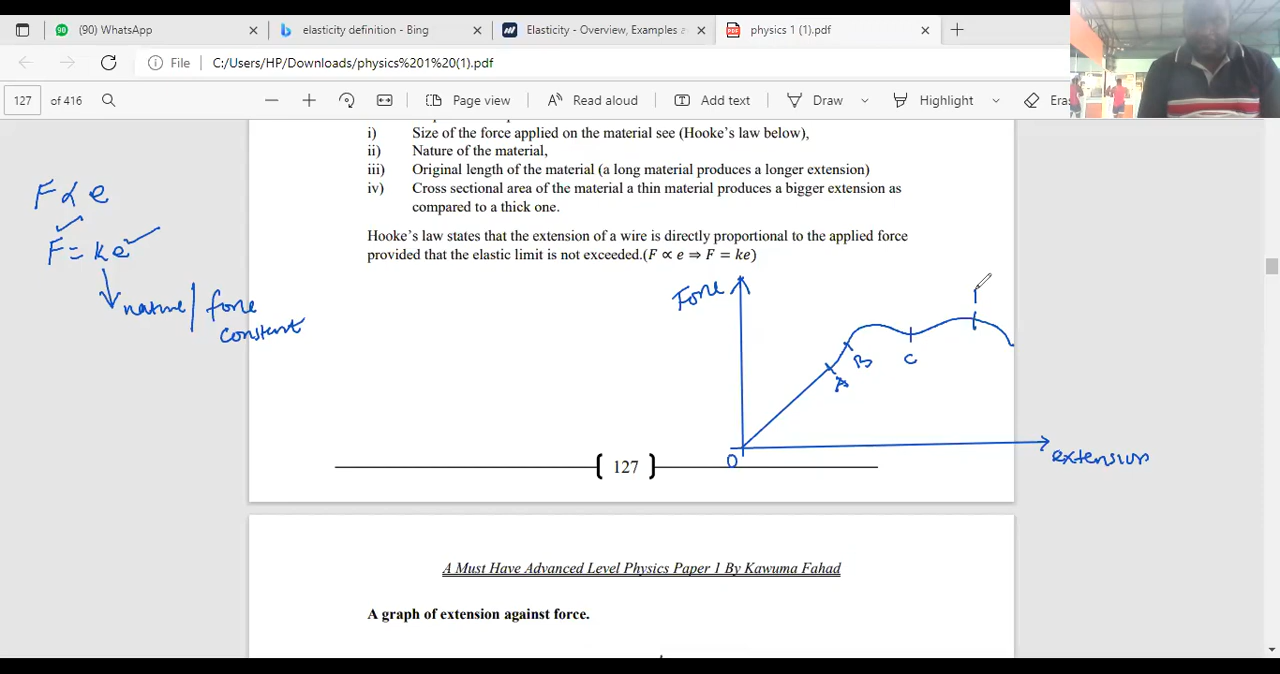 90 (90) WhatsApp
elasticity definition - Bing
Elasticity - Overview, Examples a
physics 1 (1).pdf
File C:/Users/HP/Downloads/physics%201%20(1).pdf
127 of 416
Page view
Read aloud
Add text
Draw
Highlight
Eras
i) Size of the force applied on the material see (Hooke's law below),
ii) Nature of the material,
iii) Original length of the material (a long material produces a longer extension)
iv) Cross sectional area of the material a thin material produces a bigger extension as
compared to a thick one.
Hooke's law states that the extension of a wire is directly proportional to the applied force
provided that the elastic limit is not exceeded.(F ∝ e ⇒ F = ke)
F ∝ e
F = ke
nature / force
constant
Force
A
B
C
O
extension
{ 127 }
A Must Have Advanced Level Physics Paper 1 By Kawuma Fahad
A graph of extension against force.